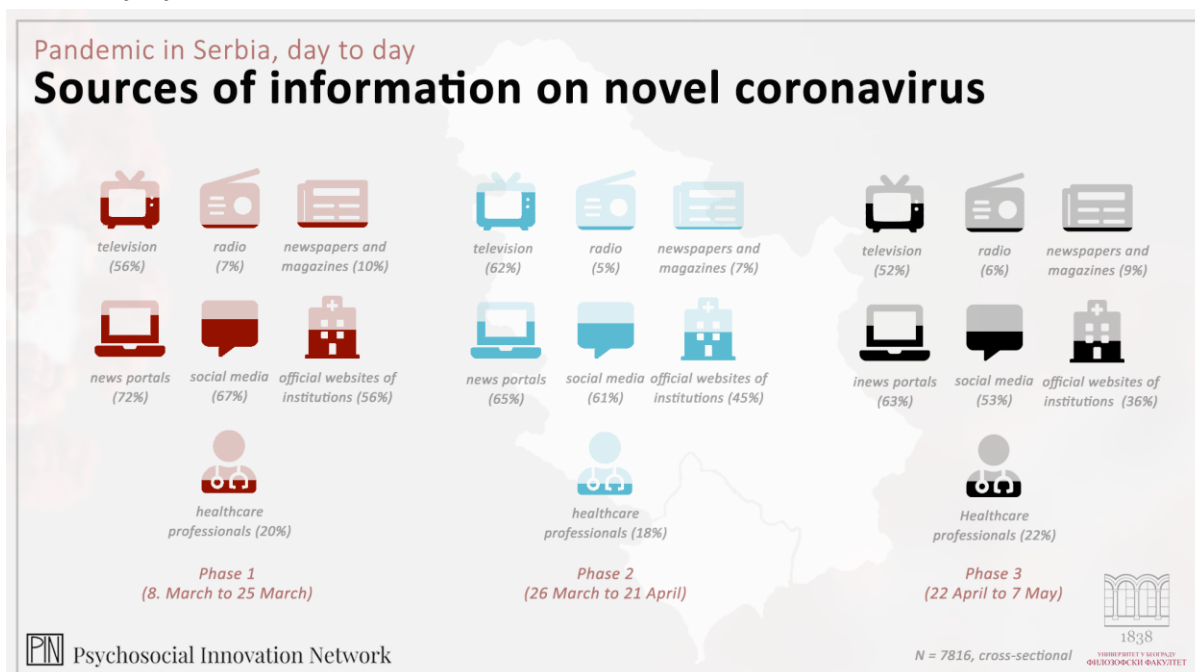 Pandemic in Serbia, day to day
Sources of information on novel coronavirus
television
(56%)
radio
(7%)
newspapers and
magazines (10%)
news portals
(72%)
social media
(67%)
official websites of
institutions (56%)
healthcare
professionals (20%)
Phase 1
(8. March to 25 March)
television
(62%)
radio
(5%)
newspapers and
magazines (7%)
news portals
(65%)
social media
(61%)
official websites of
institutions (45%)
healthcare
professionals (18%)
Phase 2
(26 March to 21 April)
television
(52%)
radio
(6%)
newspapers and
magazines (9%)
inews portals
(63%)
social media
(53%)
official websites of
institutions (36%)
Healthcare
professionals (22%)
Phase 3
(22 April to 7 May)
PIN Psychosocial Innovation Network
N = 7816, cross-sectional
1838
УНИВЕРЗИТЕТ У БЕОГРАДУ
ФИЛОЗОФСКИ ФАКУЛТЕТ